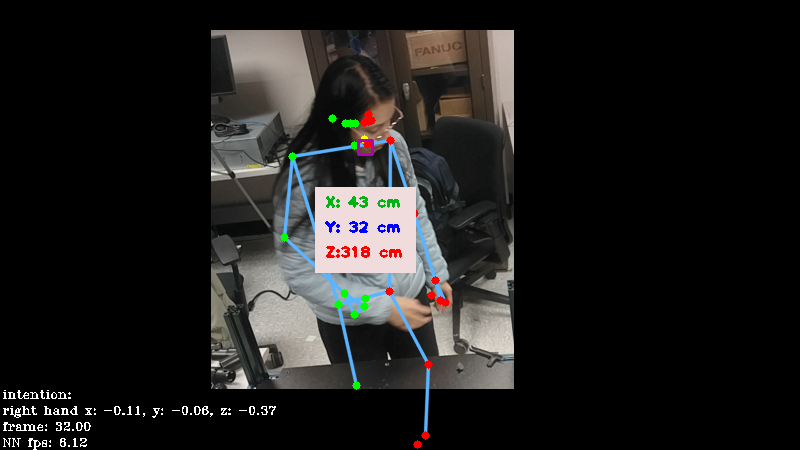 FANUC
X: 43 cm
Y: 32 cm
Z:318 cm
intention:
right hand x: −0.11, y: −0.06, z: −0.37
frame: 32.00
NN fps: 6.12